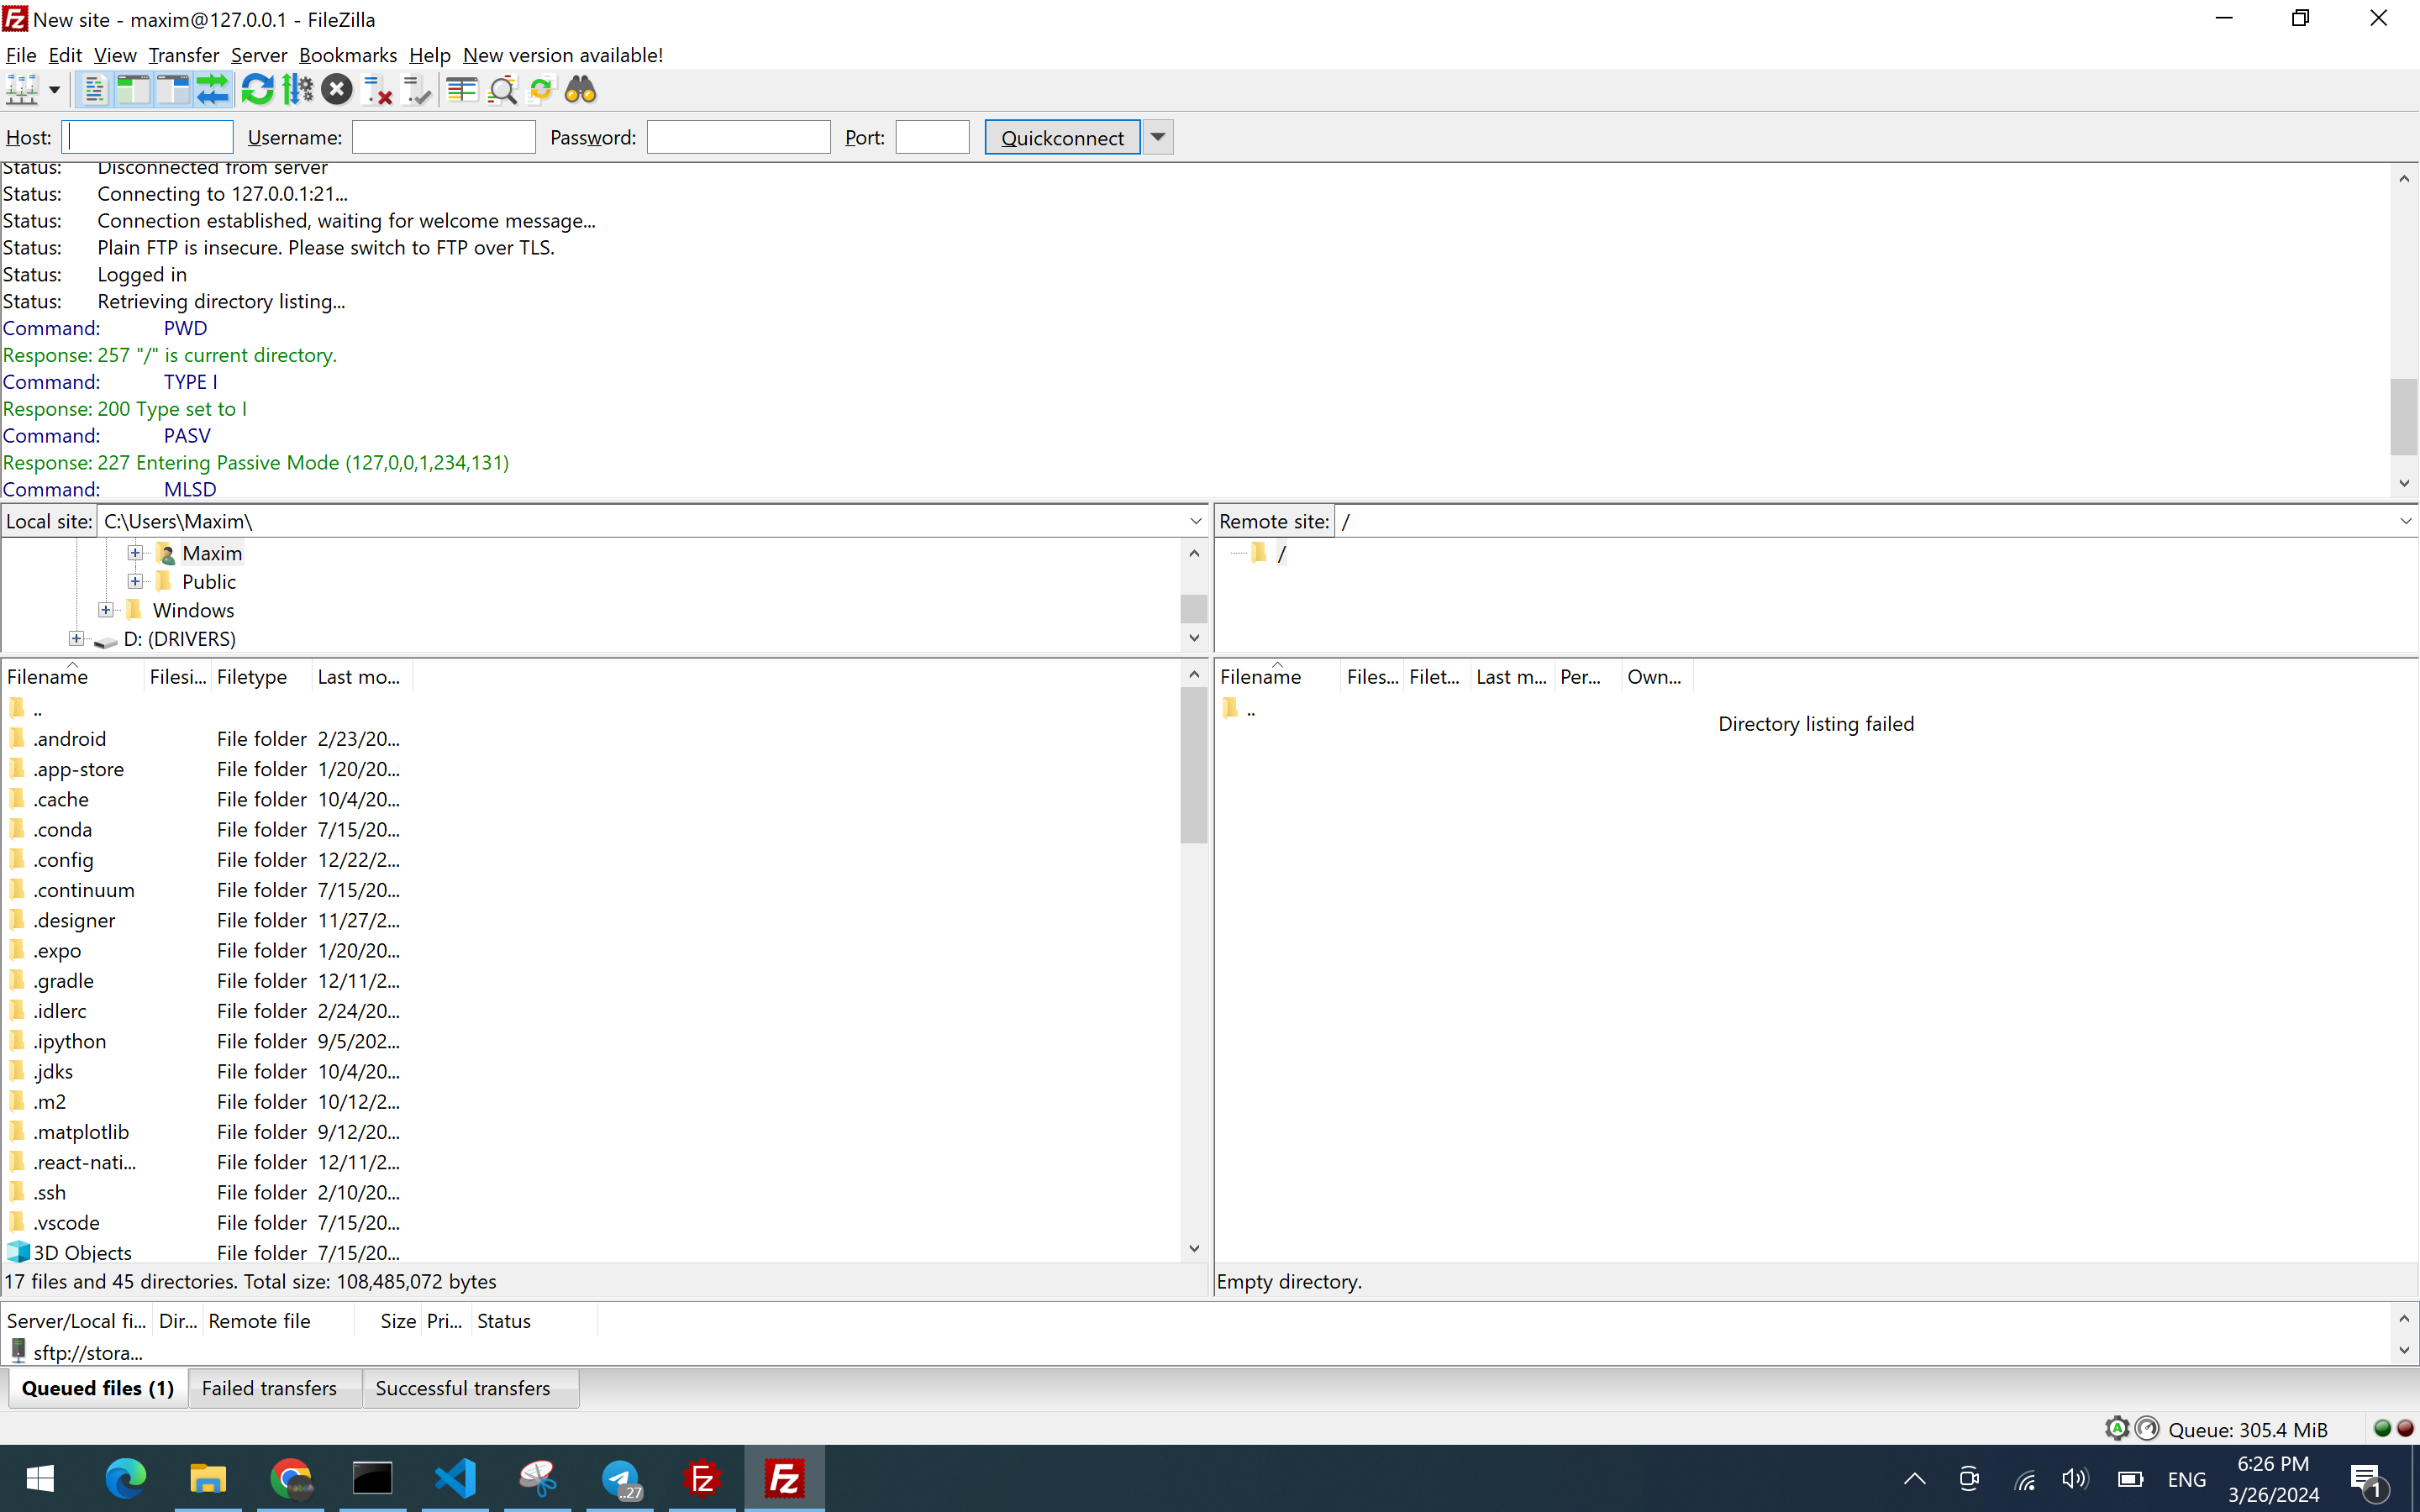 New site - maxim@127.0.0.1 - FileZilla
File Edit View Transfer Server Bookmarks Help New version available!
Host: Username: Password: Port: Quickconnect
Status: Disconnected from server
Status: Connecting to 127.0.0.1:21...
Status: Connection established, waiting for welcome message...
Status: Plain FTP is insecure. Please switch to FTP over TLS.
Status: Logged in
Status: Retrieving directory listing...
Command: PWD
Response: 257 "/" is current directory.
Command: TYPE I
Response: 200 Type set to I
Command: PASV
Response: 227 Entering Passive Mode (127,0,0,1,234,131)
Command: MLSD
Local site: C:\Users\Maxim\
Maxim
Public
Windows
D: (DRIVERS)
Remote site: /
/
Filename Filesi... Filetype Last mo...
..
.android File folder 2/23/20...
.app-store File folder 1/20/20...
.cache File folder 10/4/20...
.conda File folder 7/15/20...
.config File folder 12/22/2...
.continuum File folder 7/15/20...
.designer File folder 11/27/2...
.expo File folder 1/20/20...
.gradle File folder 12/11/2...
.idlerc File folder 2/24/20...
.ipython File folder 9/5/202...
.jdks File folder 10/4/20...
.m2 File folder 10/12/2...
.matplotlib File folder 9/12/20...
.react-nati... File folder 12/11/2...
.ssh File folder 2/10/20...
.vscode File folder 7/15/20...
3D Objects File folder 7/15/20...
17 files and 45 directories. Total size: 108,485,072 bytes
Filename Files... Filet... Last m... Per... Own...
..
Directory listing failed
Empty directory.
Server/Local fi... Dir... Remote file Size Pri... Status
sftp://stora...
Queued files (1) Failed transfers Successful transfers
Queue: 305.4 MiB
..27
ENG
6:26 PM
3/26/2024
1